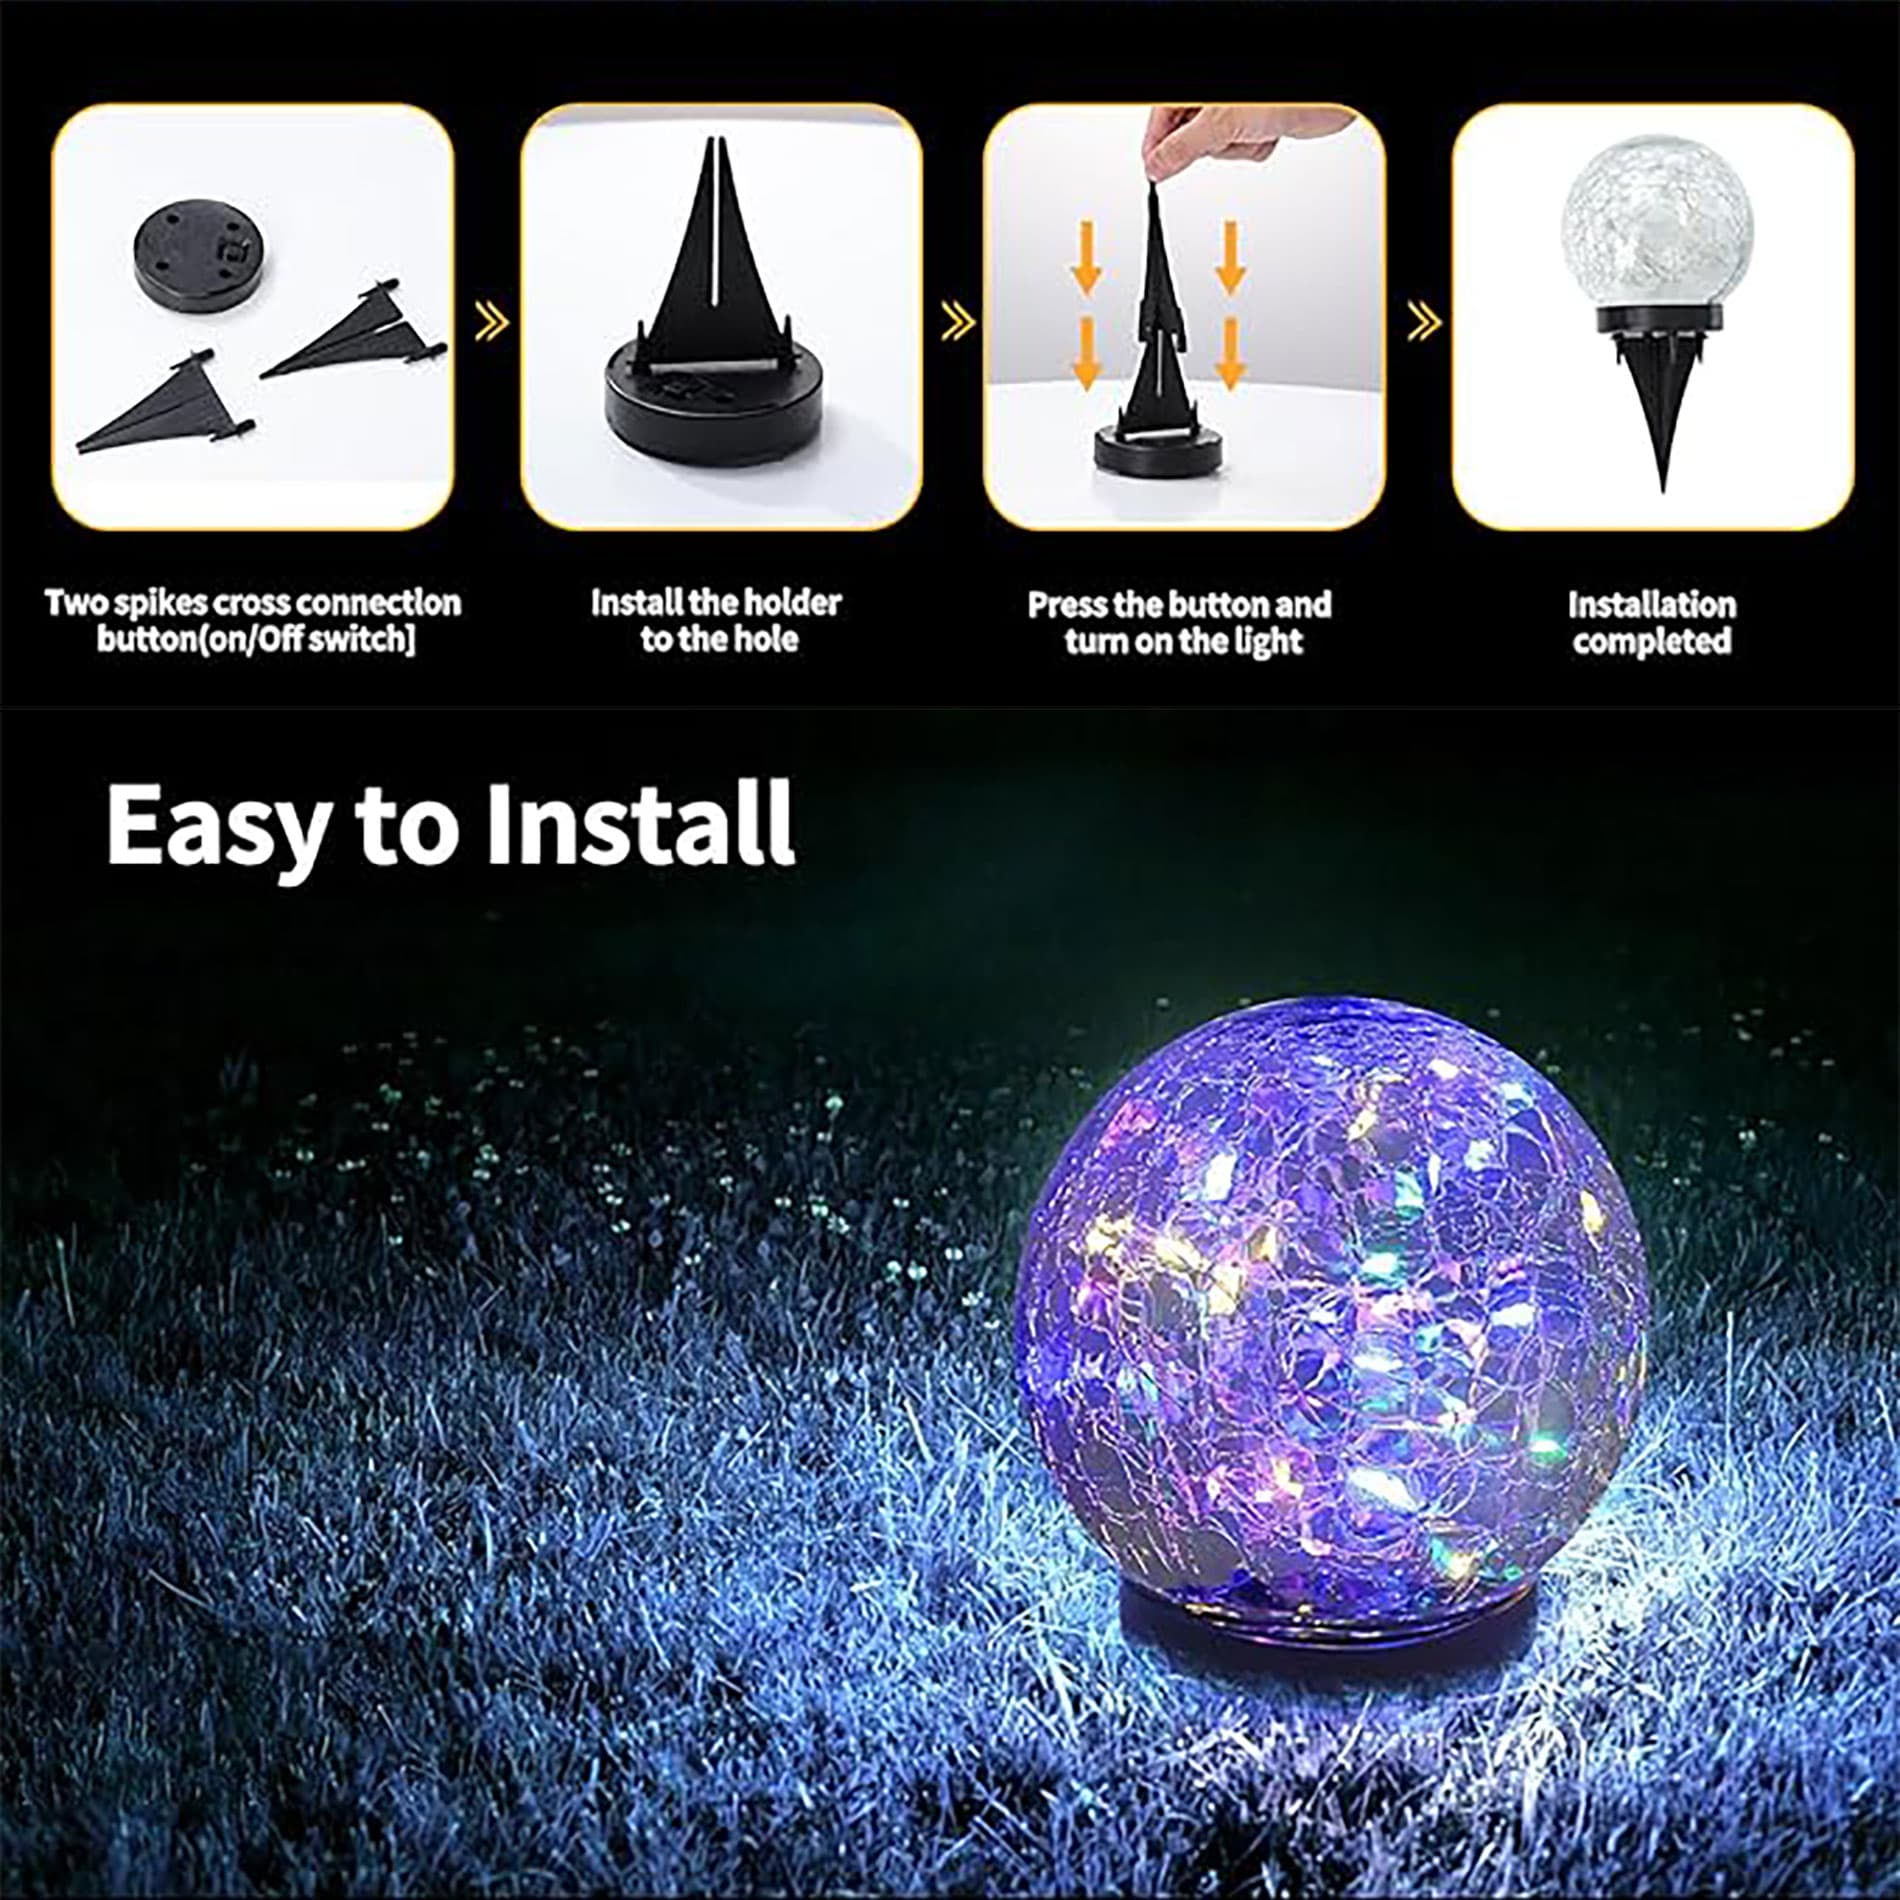 Two spikes cross connection
button(on/Off switch]
Install the holder
to the hole
Press the button and
turn on the light
Installation
completed
Easy to Install